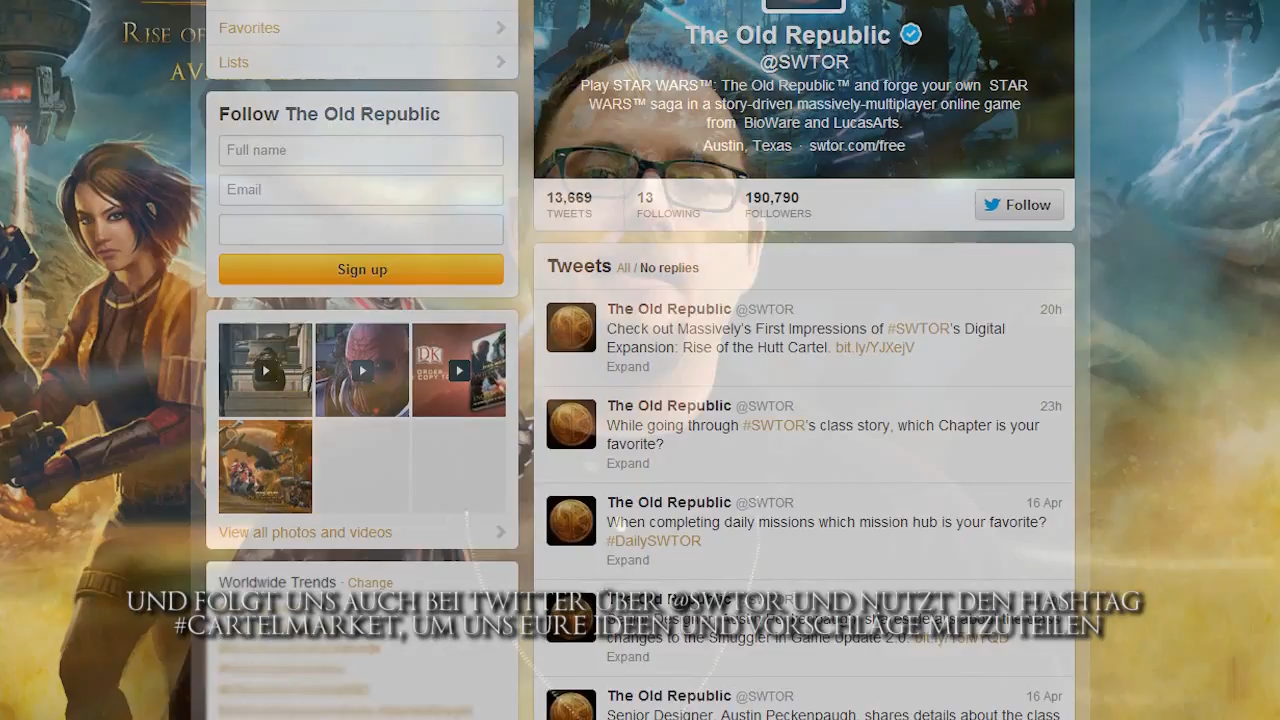 RISE OF
AV
Favorites
Lists
Follow The Old Republic
Full name
Email
Sign up
DK
View all photos and videos
Worldwide Trends · Change
The Old Republic
@SWTOR
Play STAR WARS™: The Old Republic™ and forge your own STAR
WARS™ saga in a story-driven massively-multiplayer online game
from BioWare and LucasArts.
Austin, Texas · swtor.com/free
13,669 13 190,790
TWEETS FOLLOWING FOLLOWERS
Follow
Tweets All / No replies
The Old Republic @SWTOR 20h
Check out Massively's First Impressions of #SWTOR's Digital
Expansion: Rise of the Hutt Cartel. bit.ly/YJXejV
Expand
The Old Republic @SWTOR 23h
While going through #SWTOR's class story, which Chapter is your
favorite?
Expand
The Old Republic @SWTOR 16 Apr
When completing daily missions which mission hub is your favorite?
#DailySWTOR
Expand
changes to the Smuggler in Game Update 2.0.
Expand
The Old Republic @SWTOR 16 Apr
Senior Designer, Austin Peckenpaugh, shares details about the class
UND FOLGT UNS AUCH BEI TWITTER ÜBER @SWTOR UND NUTZT DEN HASHTAG
#CARTELMARKET, UM UNS EURE IDEEN UND VORSCHLÄGE MITZUTEILEN